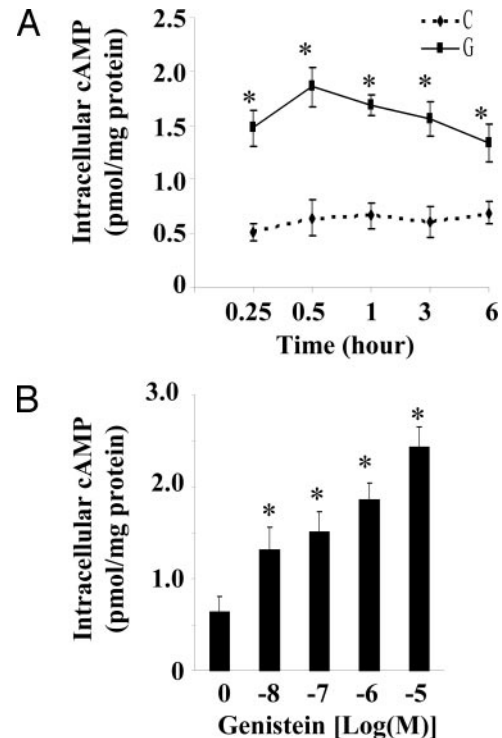 A
C
G
Intracellular cAMP
(pmol/mg protein)
2.5
2.0
1.5
1.0
0.5
0
* * * * *
0.25 0.5 1 3 6
Time (hour)
B
Intracellular cAMP
(pmol/mg protein)
3.0
2.0
1.0
0
* * * *
0 -8 -7 -6 -5
Genistein [Log(M)]